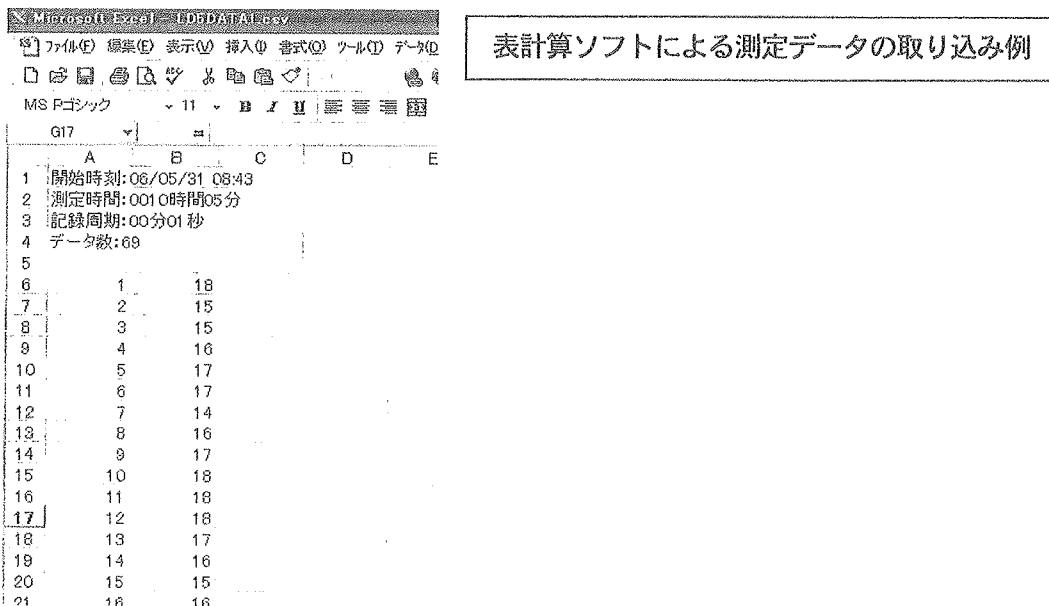 Microsoft Excel - LD5DATA1.csv
表計算ソフトによる測定データの取り込み例
ファイル(F) 編集(E) 表示(V) 挿入(I) 書式(O) ツール(T) データ(D
MS Pゴシック 11 B I U
G17 =
A B C D E
1 開始時刻:06/05/31 08:43
2 測定時間:0010時間05分
3 記録周期:00分01秒
4 データ数:69
5
6 1 18
7 2 15
8 3 15
9 4 16
10 5 17
11 6 17
12 7 14
13 8 16
14 9 17
15 10 18
16 11 18
17 12 18
18 13 17
19 14 16
20 15 15
21 16 16